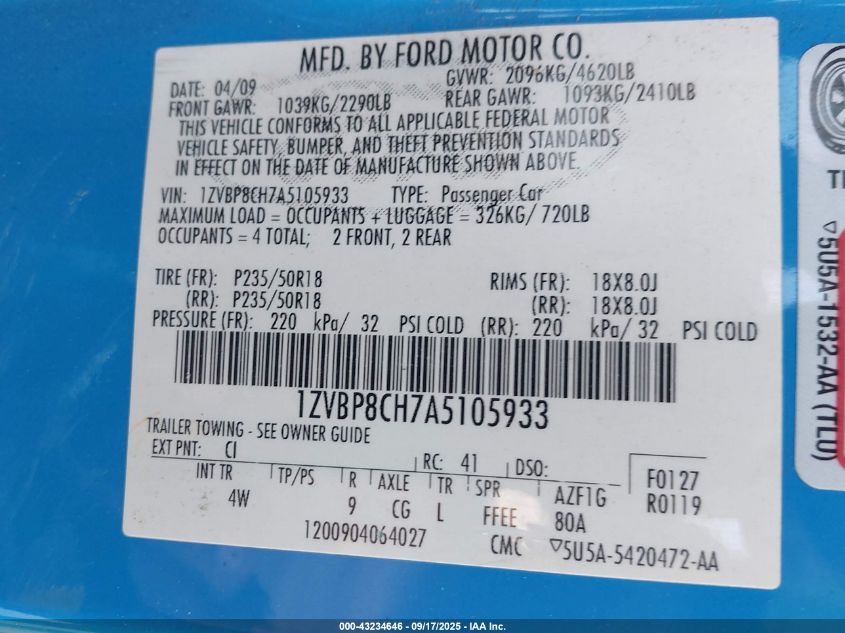 MFD. BY FORD MOTOR CO.
DATE: 04/09 GVWR: 2096KG/4620LB
FRONT GAWR: 1039KG/2290LB REAR GAWR: 1093KG/2410LB
THIS VEHICLE CONFORMS TO ALL APPLICABLE FEDERAL MOTOR
VEHICLE SAFETY, BUMPER, AND THEFT PREVENTION STANDARDS
IN EFFECT ON THE DATE OF MANUFACTURE SHOWN ABOVE.
VIN: 1ZVBP8CH7A5105933 TYPE: Passenger Car
MAXIMUM LOAD = OCCUPANTS + LUGGAGE = 326KG/ 720LB
OCCUPANTS = 4 TOTAL; 2 FRONT, 2 REAR
TIRE (FR): P235/50R18 RIMS (FR): 18X8.0J
(RR): P235/50R18 (RR): 18X8.0J
PRESSURE (FR): 220 kPa/ 32 PSI COLD (RR): 220 kPa/ 32 PSI COLD
1ZVBP8CH7A5105933
TRAILER TOWING - SEE OWNER GUIDE
EXT PNT: CI RC: 41 DSO: F0127
INT TR TP/PS R AXLE TR SPR AZF1G R0119
4W 9 CG L FFEE 80A
1200904064027 CMC ▽5U5A-5420472-AA
▽5U5A-1532-AA (TLU)
000-43234646 - 09/17/2025 - IAA Inc.